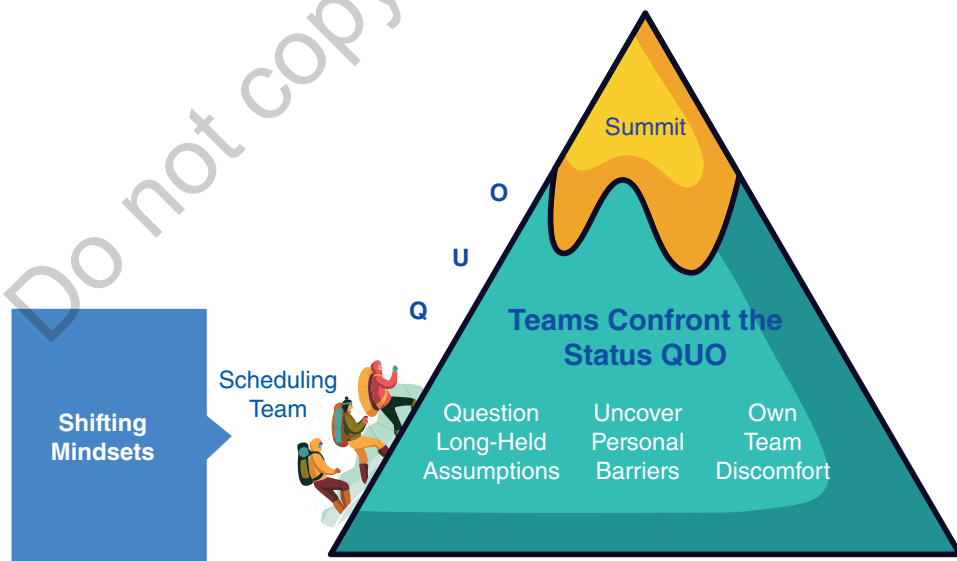 Do not copy
Summit
O
U
Q
Teams Confront the
Status QUO
Scheduling
Team
Shifting
Mindsets
Question
Long-Held
Assumptions
Uncover
Personal
Barriers
Own
Team
Discomfort